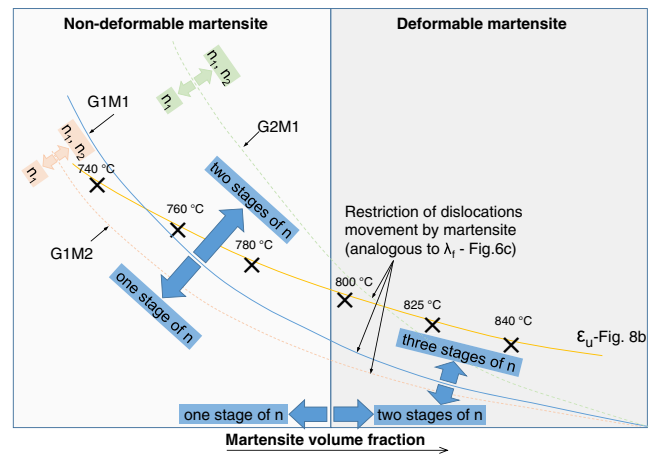 Non-deformable martensite
Deformable martensite
n₁, n₂
n₁
G1M1
G2M1
n₁, n₂
n₁
740 °C
two stages of n
760 °C
780 °C
Restriction of dislocations
movement by martensite
(analogous to λf - Fig.6c)
G1M2
one stage of n
800 °C
825 °C
840 °C
three stages of n
εu-Fig. 8b
one stage of n
two stages of n
Martensite volume fraction